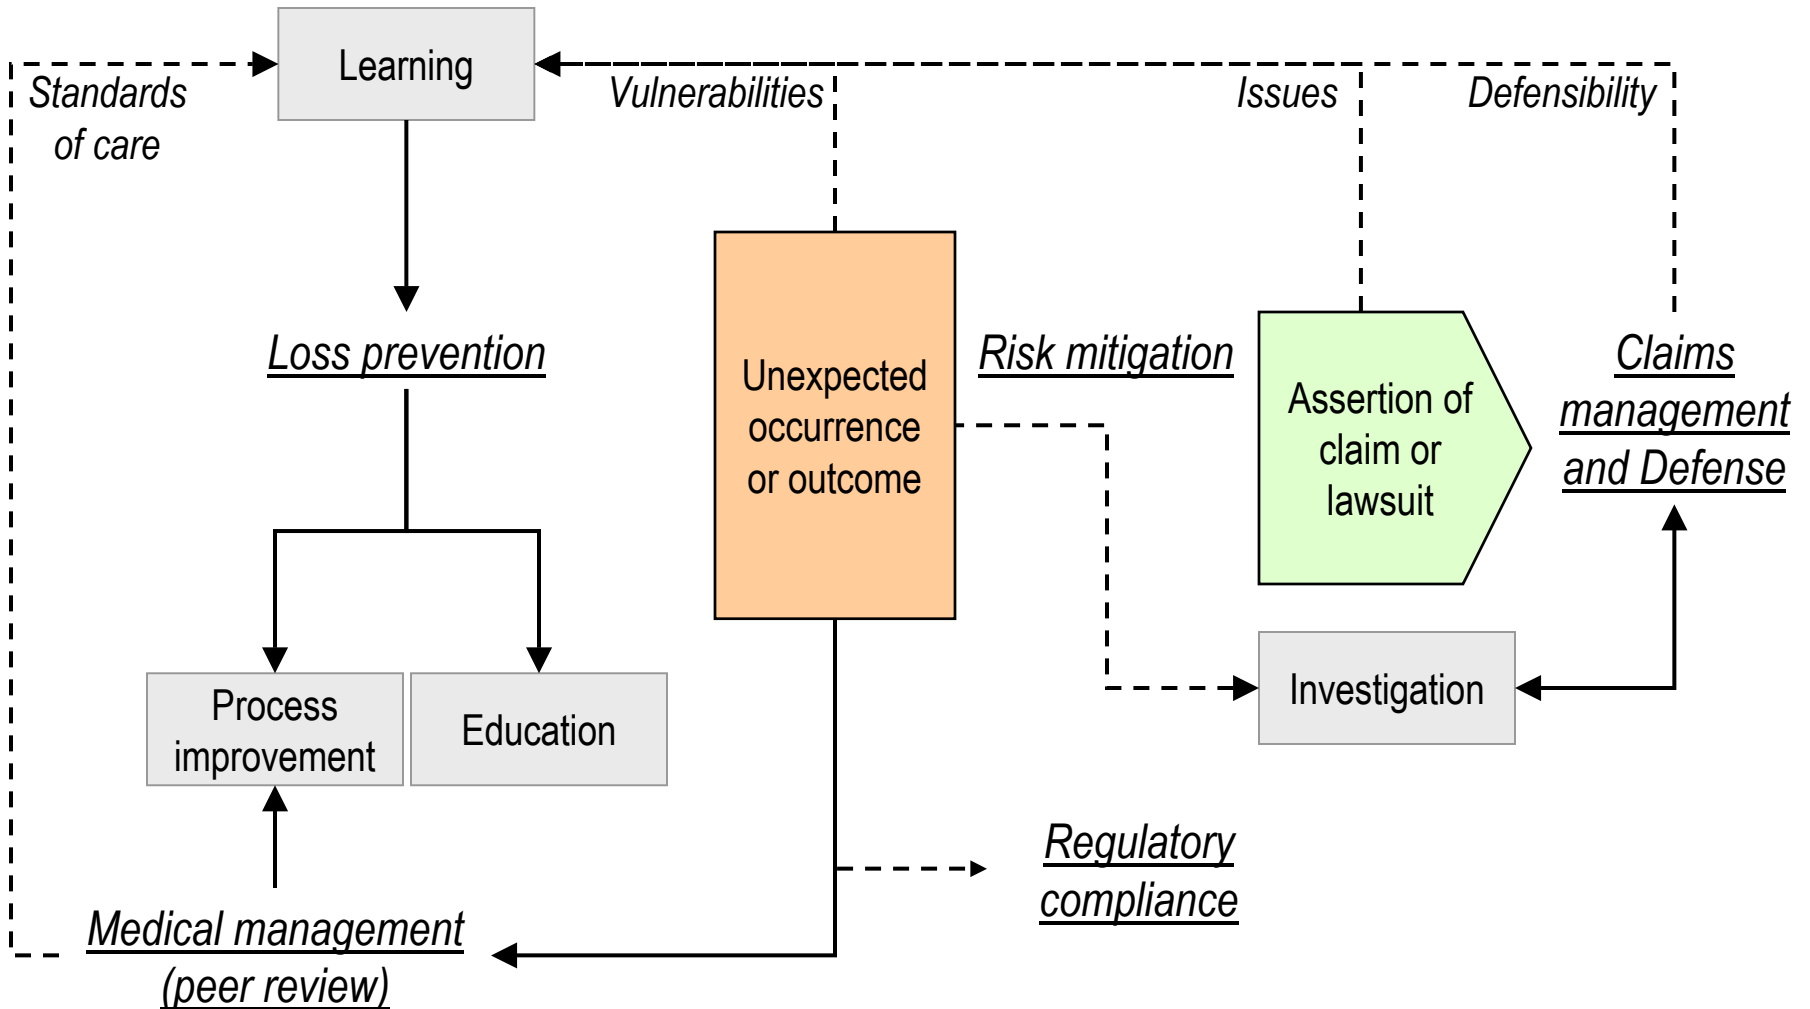 Learning
Standards
of care
Vulnerabilities
Issues
Defensibility
Loss prevention
Unexpected
occurrence
or outcome
Risk mitigation
Assertion of
claim or
lawsuit
Claims
management
and Defense
Investigation
Process
improvement
Education
Regulatory
compliance
Medical management
(peer review)